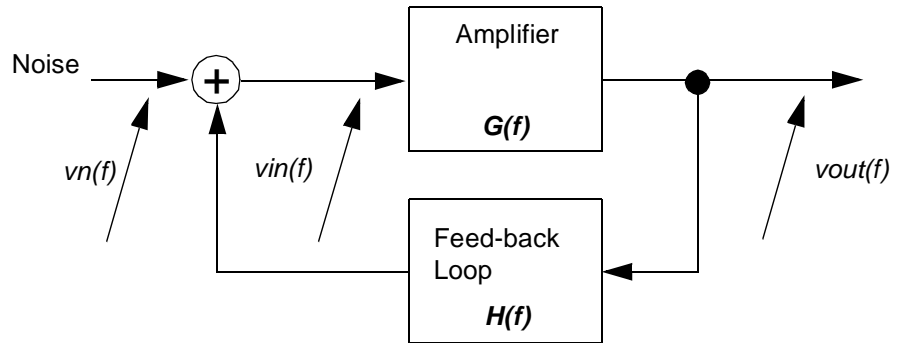 Amplifier
Noise
+
G(f)
vn(f)
vin(f)
vout(f)
Feed-back
Loop
H(f)